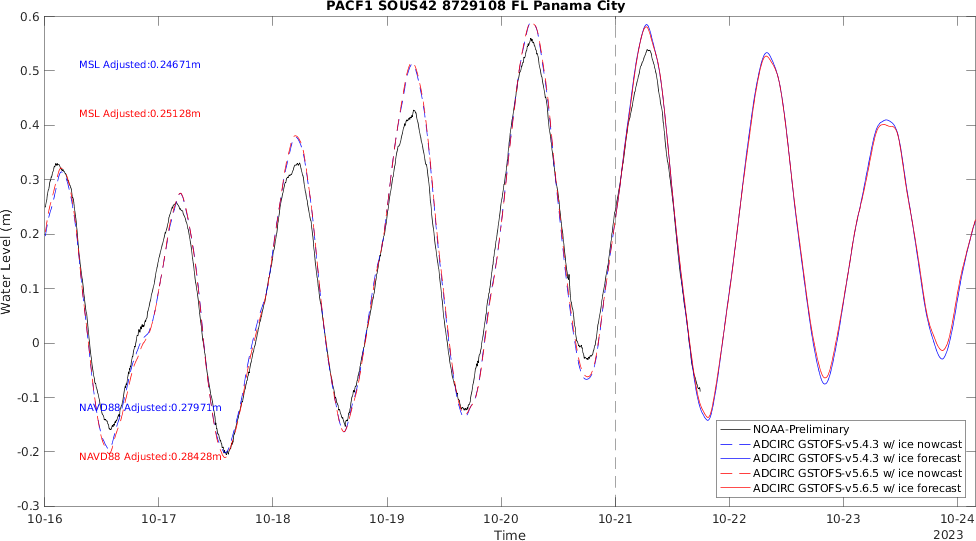 PACF1 SOUS42 8729108 FL Panama City
0.6
0.5
0.4
0.3
0.2
0.1
0
-0.1
-0.2
-0.3
Water Level (m)
MSL Adjusted:0.24671m
MSL Adjusted:0.25128m
NAVD88 Adjusted:0.27971m
NAVD88 Adjusted:0.28428m
NOAA-Preliminary
ADCIRC GSTOFS-v5.4.3 w/ ice nowcast
ADCIRC GSTOFS-v5.4.3 w/ ice forecast
ADCIRC GSTOFS-v5.6.5 w/ ice nowcast
ADCIRC GSTOFS-v5.6.5 w/ ice forecast
10-16 10-17 10-18 10-19 10-20 10-21 10-22 10-23 10-24
Time
2023